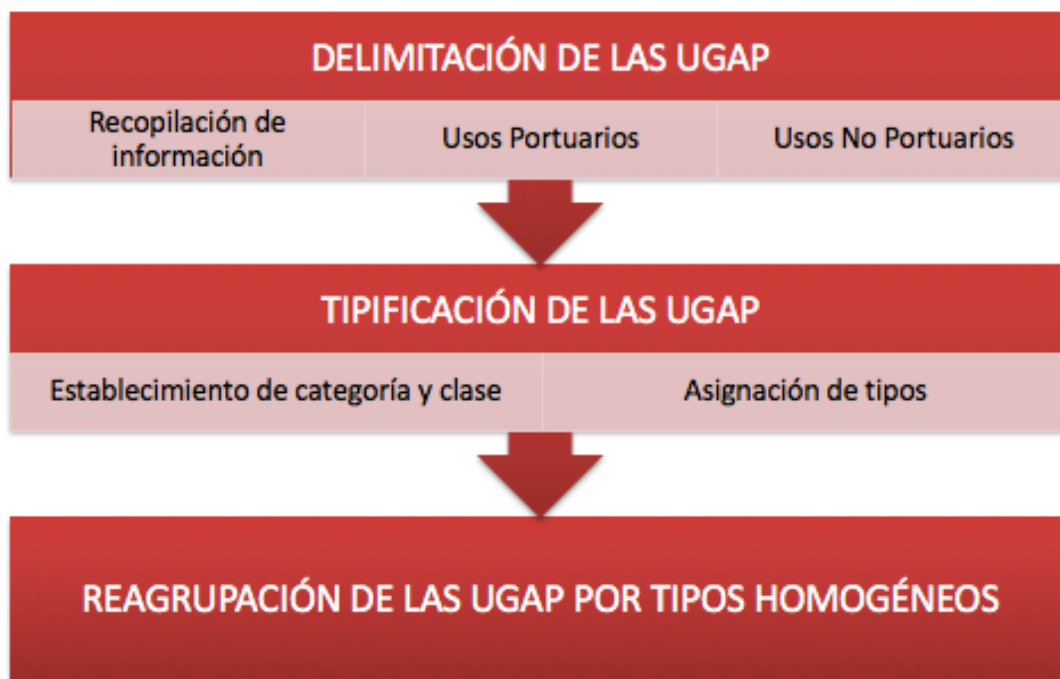 DELIMITACIÓN DE LAS UGAP
Recopilación de
información
Usos Portuarios
Usos No Portuarios
TIPIFICACIÓN DE LAS UGAP
Establecimiento de categoría y clase
Asignación de tipos
REAGRUPACIÓN DE LAS UGAP POR TIPOS HOMOGÉNEOS